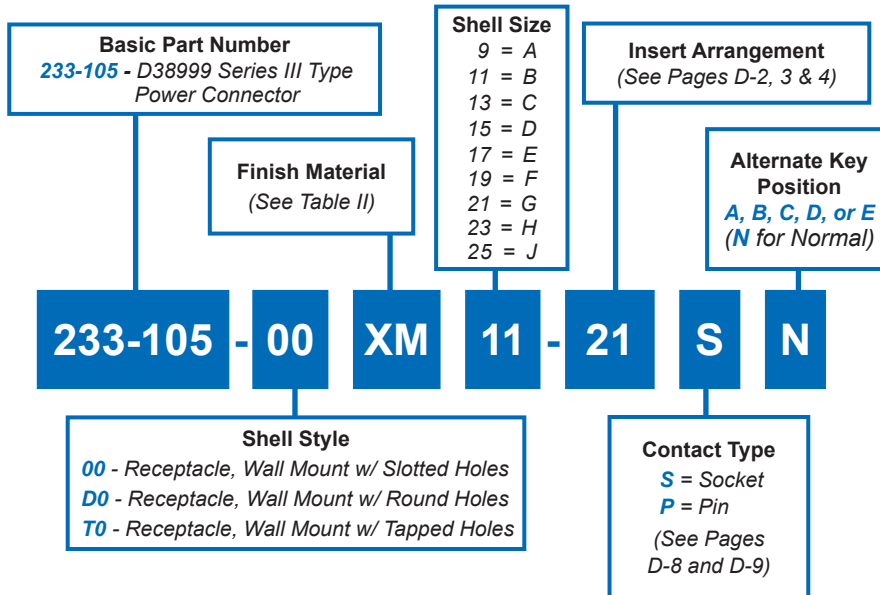 Basic Part Number
233-105 - D38999 Series III Type
Power Connector
Finish Material
(See Table II)
Shell Size
9 = A
11 = B
13 = C
15 = D
17 = E
19 = F
21 = G
23 = H
25 = J
Insert Arrangement
(See Pages D-2, 3 & 4)
Alternate Key
Position
A, B, C, D, or E
(N for Normal)
233-105 - 00 XM 11 - 21 S N
Shell Style
00 - Receptacle, Wall Mount w/ Slotted Holes
D0 - Receptacle, Wall Mount w/ Round Holes
T0 - Receptacle, Wall Mount w/ Tapped Holes
Contact Type
S = Socket
P = Pin
(See Pages
D-8 and D-9)